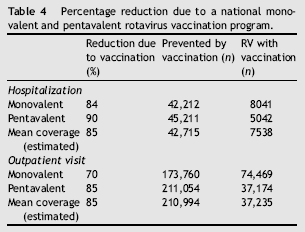 Table 4 Percentage reduction due to a national mono-
valent and pentavalent rotavirus vaccination program.
Reduction due Prevented by RV with
to vaccination vaccination (n) vaccination
(%) (n)
Hospitalization
Monovalent 84 42,212 8041
Pentavalent 90 45,211 5042
Mean coverage 85 42,715 7538
(estimated)
Outpatient visit
Monovalent 70 173,760 74,469
Pentavalent 85 211,054 37,174
Mean coverage 85 210,994 37,235
(estimated)